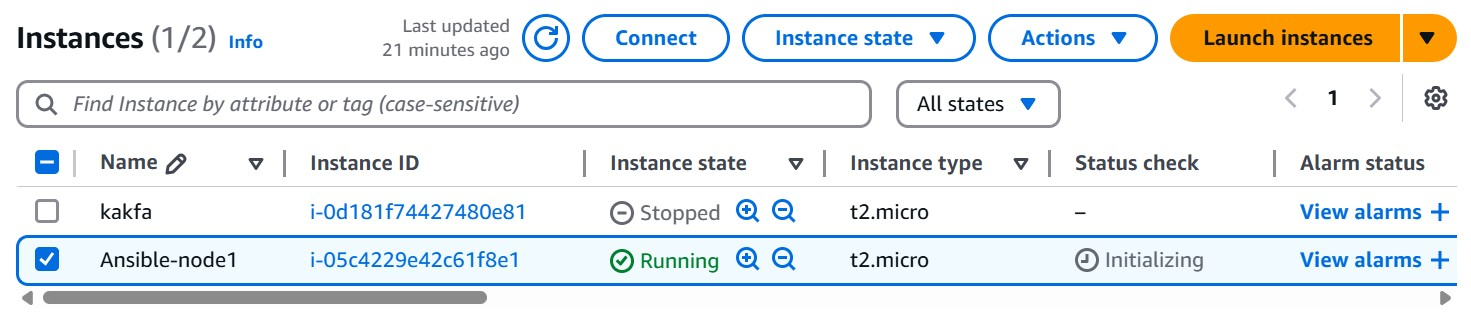 Instances (1/2) Info Last updated 21 minutes ago Connect Instance state Actions Launch instances
Find Instance by attribute or tag (case-sensitive) All states 1
Name Instance ID Instance state Instance type Status check Alarm status
kakfa i-0d181f74427480e81 Stopped t2.micro – View alarms +
Ansible-node1 i-05c4229e42c61f8e1 Running t2.micro Initializing View alarms +